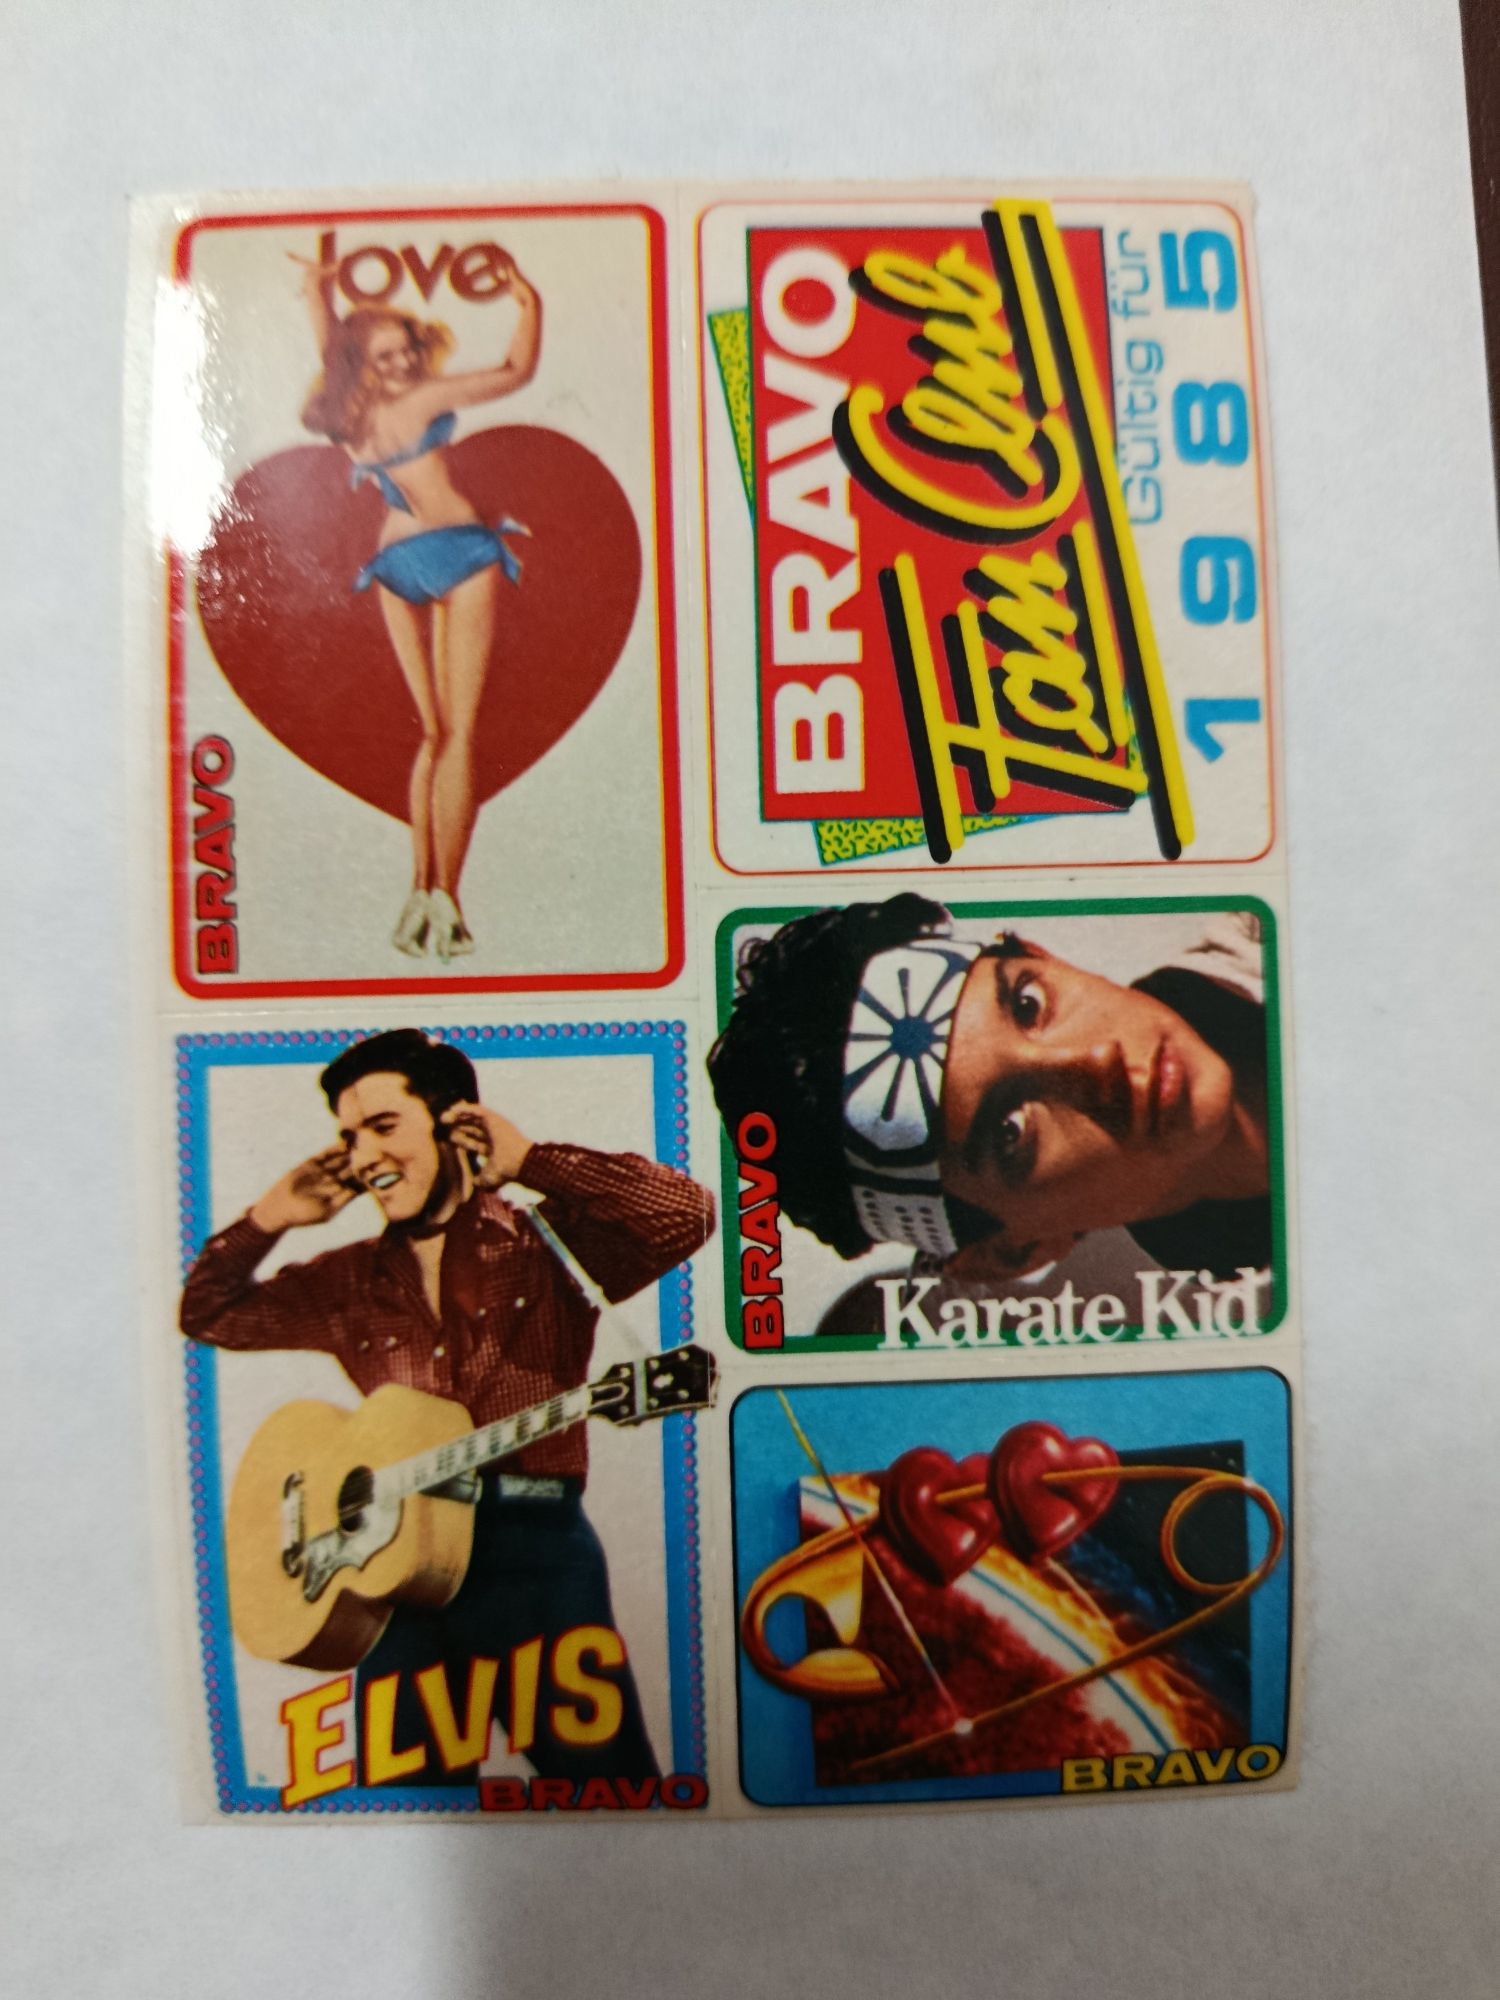 love
BRAVO
BRAVO
Fan Club
Gültig für
1985
BRAVO
Karate Kid
ELVIS
BRAVO
BRAVO